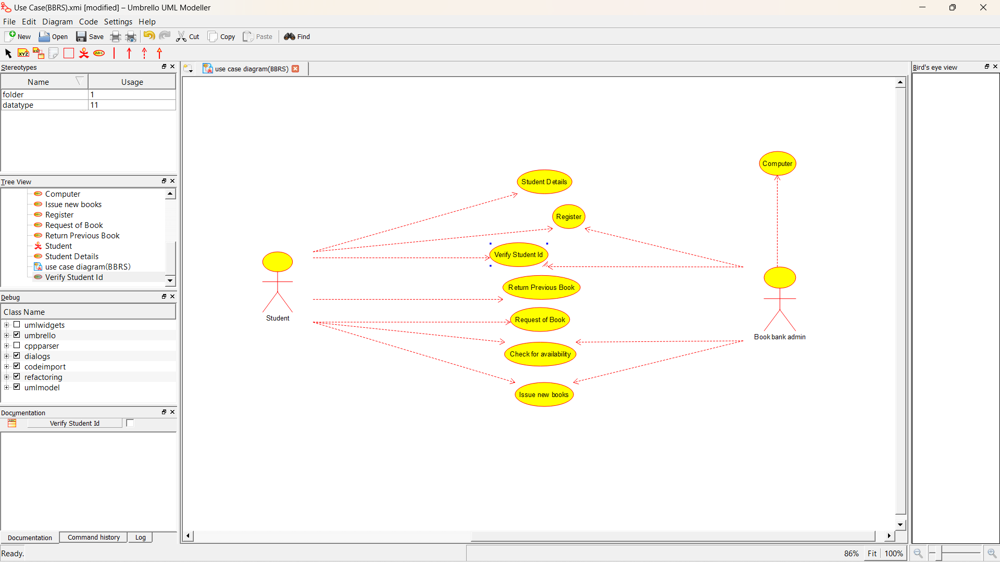 Use Case(BBRS).xmi [modified] – Umbrello UML Modeller
File Edit Diagram Code Settings Help
New Open Save Cut Copy Paste Find
XYZ XYZ ABC
Stereotypes
Name Usage
folder 1
datatype 11
Tree View
Computer
Issue new books
Register
Request of Book
Return Previous Book
Student
Student Details
use case diagram(BBRS)
Verify Student Id
Debug
Class Name
umlwidgets
umbrello
cppparser
dialogs
codeimport
refactoring
umlmodel
Documentation
Verify Student Id
Documentation Command history Log
Ready.
use case diagram(BBRS)
Computer
Student Details
Register
Verify Student Id
Return Previous Book
Request of Book
Student
Book bank admin
Check for availability
Issue new books
Bird's eye view
86% Fit 100%